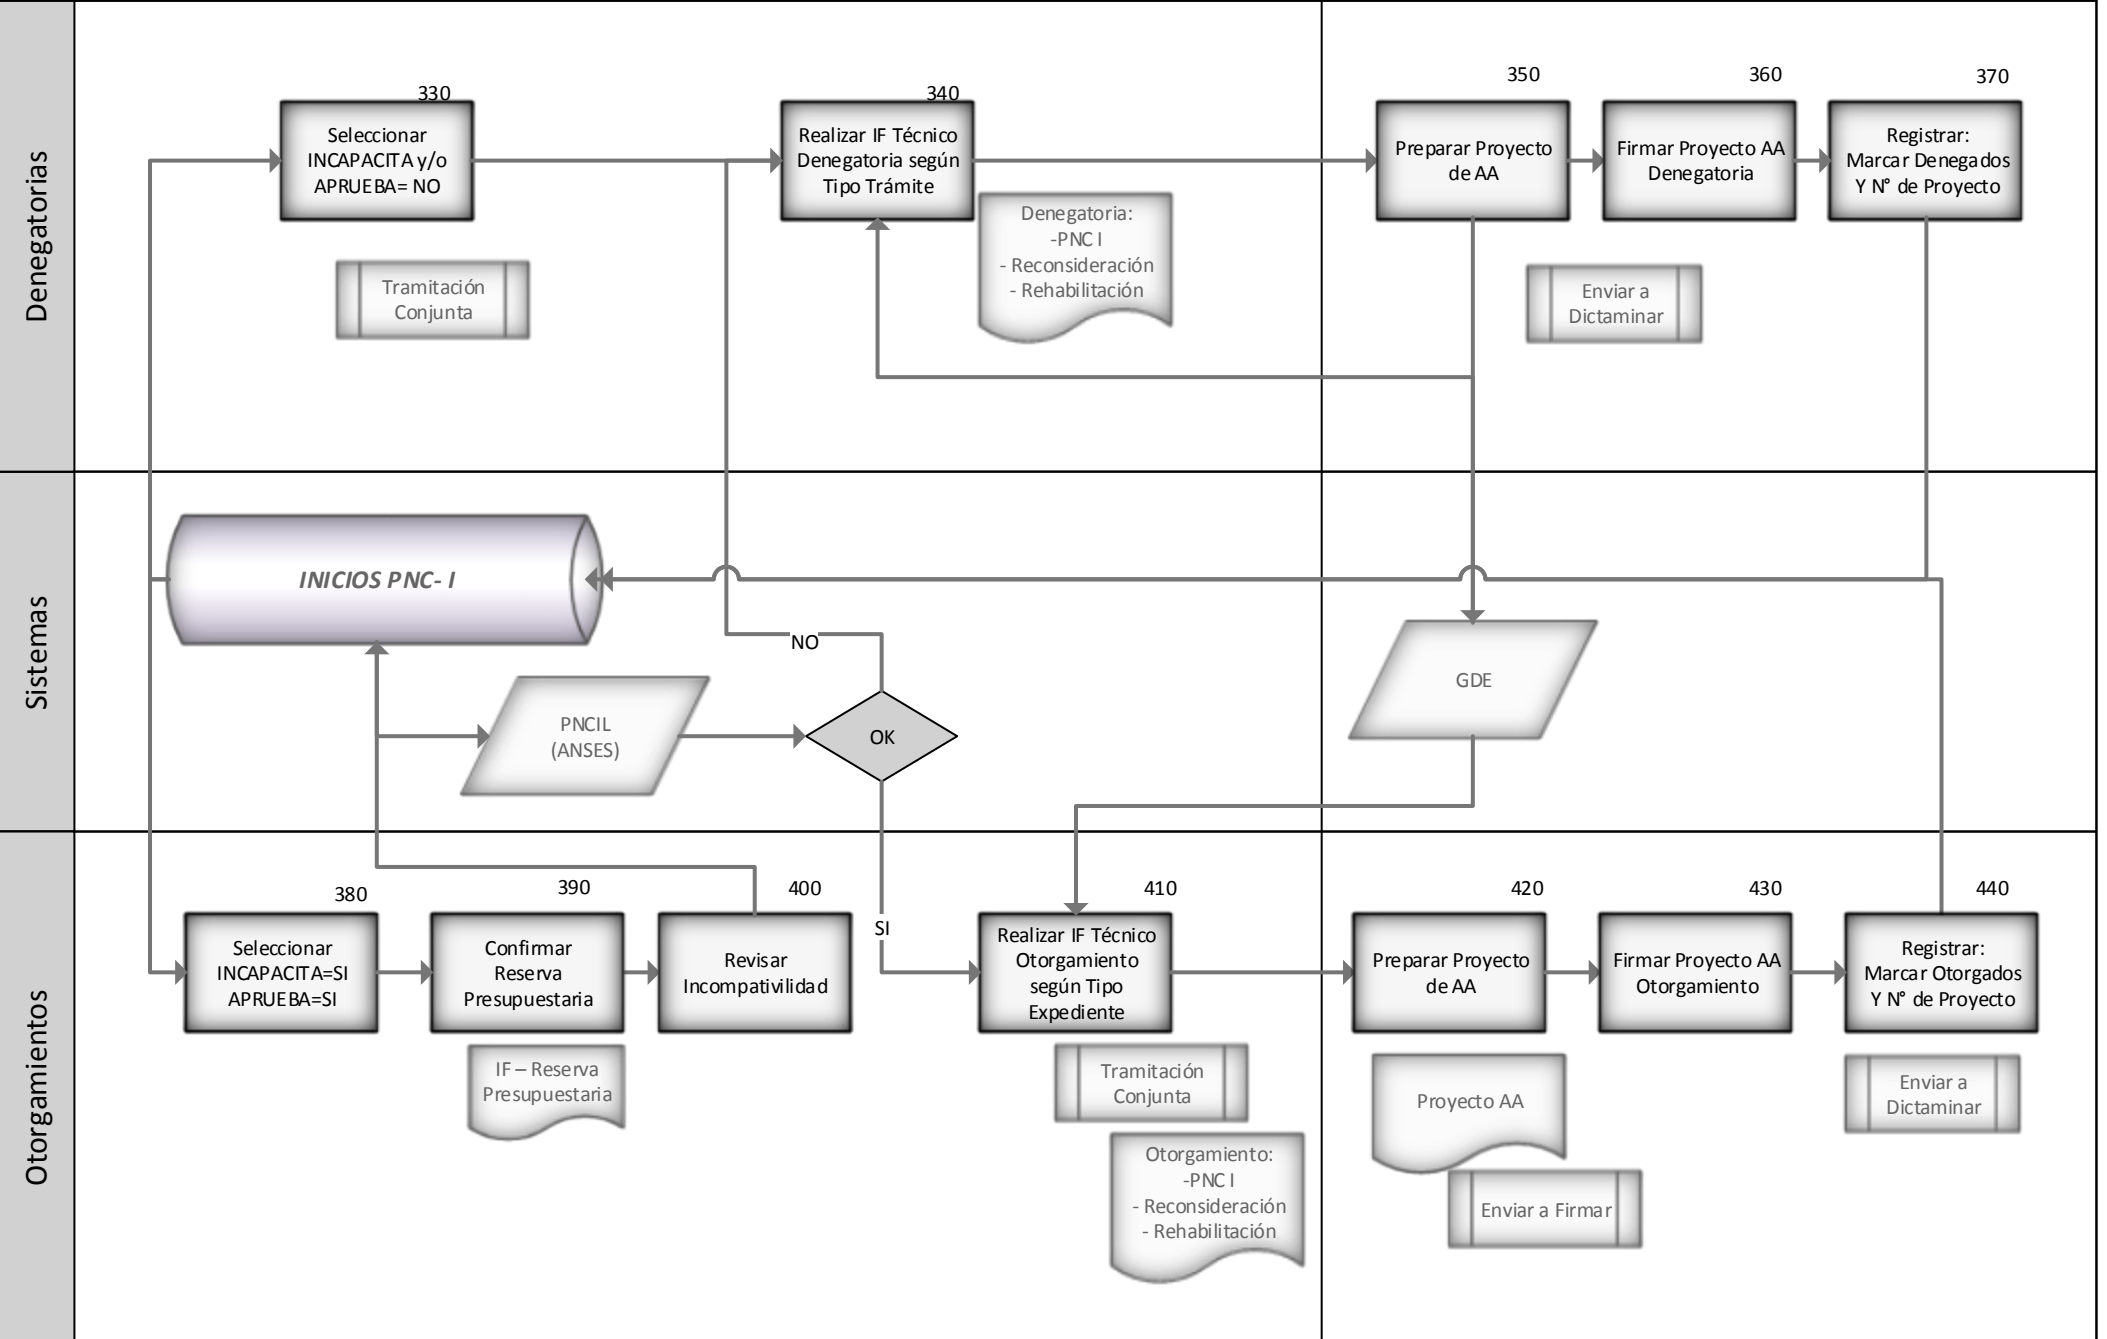 Denegatorias
330
Seleccionar
INCAPACITA y/o
APRUEBA= NO
Tramitación
Conjunta
340
Realizar IF Técnico
Denegatoria según
Tipo Trámite
Denegatoria:
-PNC I
- Reconsideración
- Rehabilitación
350
Preparar Proyecto
de AA
360
Firmar Proyecto AA
Denegatoria
370
Registrar:
Marcar Denegados
Y N° de Proyecto
Enviar a
Dictaminar
Sistemas
INICIOS PNC- I
NO
PNCIL
(ANSES)
OK
GDE
Otorgamientos
380
Seleccionar
INCAPACITA=SI
APRUEBA=SI
390
Confirmar
Reserva
Presupuestaria
IF – Reserva
Presupuestaria
400
Revisar
Incompativilidad
SI
410
Realizar IF Técnico
Otorgamiento
según Tipo
Expediente
Tramitación
Conjunta
Otorgamiento:
-PNC I
- Reconsideración
- Rehabilitación
420
Preparar Proyecto
de AA
Proyecto AA
Enviar a Firmar
430
Firmar Proyecto AA
Otorgamiento
440
Registrar:
Marcar Otorgados
Y N° de Proyecto
Enviar a
Dictaminar